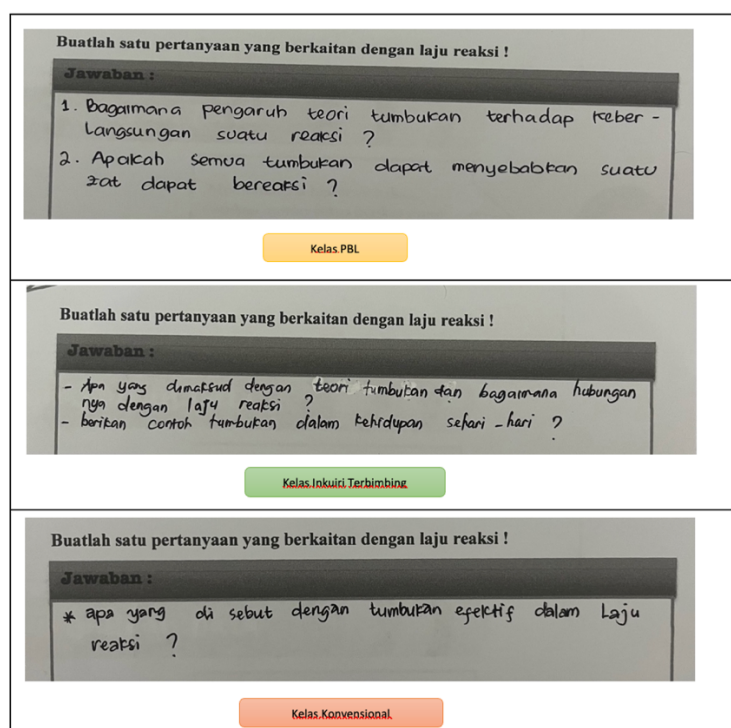 Buatlah satu pertanyaan yang berkaitan dengan laju reaksi !
Jawaban :
1. Bagaimana pengaruh teori tumbukan terhadap keber -
langsungan suatu reaksi ?
2. Apakah semua tumbukan dapat menyebabkan suatu
zat dapat bereaksi ?
Kelas PBL
Buatlah satu pertanyaan yang berkaitan dengan laju reaksi !
Jawaban :
- Apa yang dimaksud dengan teori tumbukan dan bagaimana hubungan
nya dengan laju reaksi ?
- berikan contoh tumbukan dalam kehidupan sehari - hari ?
Kelas Inkuiri Terbimbing
Buatlah satu pertanyaan yang berkaitan dengan laju reaksi !
Jawaban :
* apa yang di sebut dengan tumbukan efektif dalam Laju
reaksi ?
Kelas Konvensional